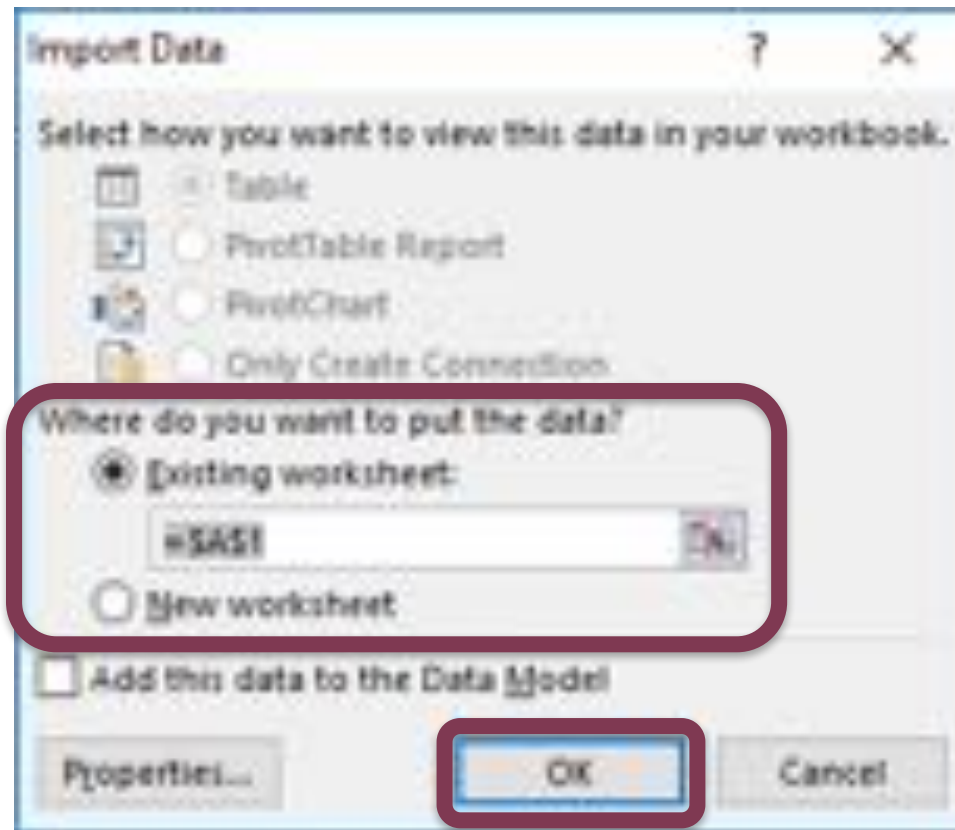 Import Data ? ✕
Select how you want to view this data in your workbook.
Table
PivotTable Report
PivotChart
Only Create Connection
Where do you want to put the data?
Existing worksheet:
=$A$1
New worksheet
Add this data to the Data Model
Properties... OK Cancel